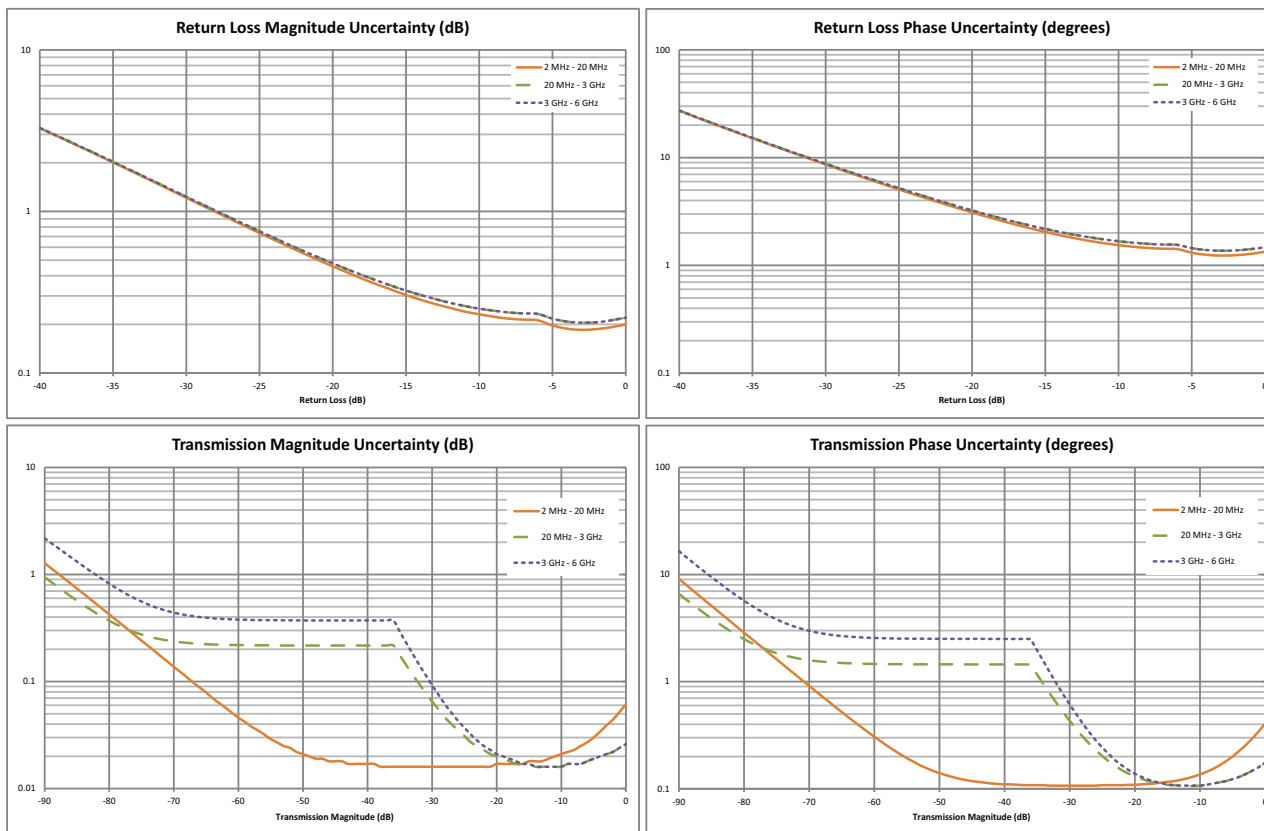 Return Loss Magnitude Uncertainty (dB)
10
1
0.1
2 MHz - 20 MHz
20 MHz - 3 GHz
3 GHz - 6 GHz
-40 -35 -30 -25 -20 -15 -10 -5 0
Return Loss (dB)
Return Loss Phase Uncertainty (degrees)
100
10
1
0.1
2 MHz - 20 MHz
20 MHz - 3 GHz
3 GHz - 6 GHz
-40 -35 -30 -25 -20 -15 -10 -5 0
Return Loss (dB)
Transmission Magnitude Uncertainty (dB)
10
1
0.1
0.01
2 MHz - 20 MHz
20 MHz - 3 GHz
3 GHz - 6 GHz
-90 -80 -70 -60 -50 -40 -30 -20 -10 0
Transmission Magnitude (dB)
Transmission Phase Uncertainty (degrees)
100
10
1
0.1
2 MHz - 20 MHz
20 MHz - 3 GHz
3 GHz - 6 GHz
-90 -80 -70 -60 -50 -40 -30 -20 -10 0
Transmission Magnitude (dB)